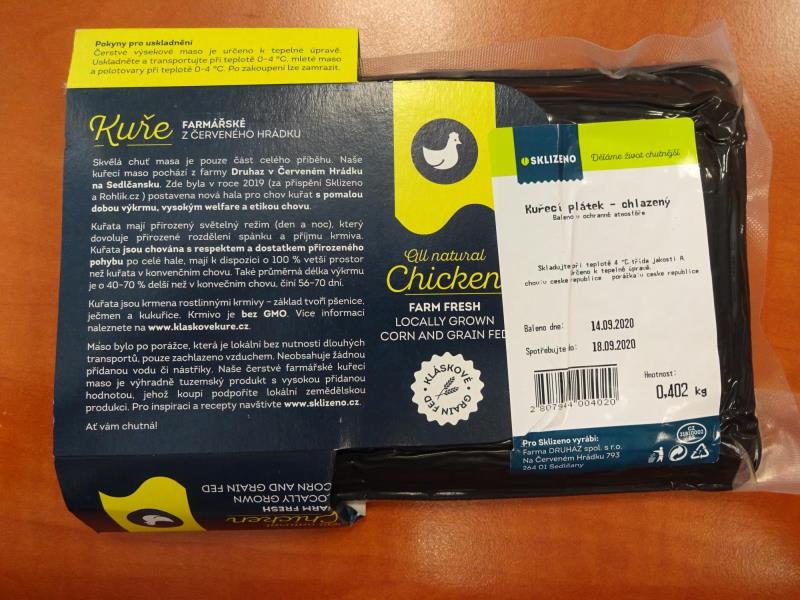 Pokyny pro uskladnění
Čerstvé výsekové maso je určeno k tepelné úpravě.
Uskladněte a transportujte při teplotě 0-4 °C, mleté maso
a polotovary při teplotě 0-4 °C. Po zakoupení lze zamrazit.
Kuře FARMÁŘSKÉ
Z ČERVENÉHO HRÁDKU
Skvělá chuť masa je pouze část celého příběhu. Naše
kuřecí maso pochází z farmy Druhaz v Červeném Hrádku
na Sedlčansku. Zde byla v roce 2019 (za přispění Sklizeno
a Rohlik.cz ) postavena nová hala pro chov kuřat s pomalou
dobou výkrmu, vysokým welfare a etikou chovu.
Kuřata mají přirozený světelný režim (den a noc), který
dovoluje přirozené rozdělení spánku a příjmu krmiva.
Kuřata jsou chována s respektem a dostatkem přirozeného
pohybu po celé hale, mají k dispozici o 100 % vetší prostor
než kuřata v konvenčním chovu. Také průměrná délka výkrmu
je o 40-70 % delší než v konvečním chovu, činí 56-70 dní.
Kuřata jsou krmena rostlinnými krmivy – základ tvoří pšenice,
ječmen a kukuřice. Krmivo je bez GMO. Více informací
naleznete na www.klaskovekure.cz.
Maso bylo po porážce, která je lokální bez nutnosti dlouhých
transportů, pouze zachlazeno vzduchem. Neobsahuje žádnou
přidanou vodu či nástřiky. Naše čerstvé farmářské kuřecí
maso je výhradně tuzemský produkt s vysokou přidanou
hodnotou, jehož koupí podpoříte lokální zemědělskou
produkci. Pro inspiraci a recepty navštivte www.sklizeno.cz.
Ať vám chutná!
All natural
Chicken
FARM FRESH
LOCALLY GROWN
CORN AND GRAIN FED
KLÁSKOVÉ
GRAIN FED
SKLIZENO
Děláme život chutnější
Kuřecí plátek - chlazený
Baleno v ochranné atmosféře
Skladujte při teplotě 4 °C.třída jakosti A.
určeno k tepelné úpravě.
chov:v ceske republice porážka:v ceske republice
Baleno dne: 14.09.2020
Spotřebujte do: 18.09.2020
Hmotnost:
0,402 kg
2 807944 004020
Pro Sklizeno vyrábí:
Farma DRUHAZ spol. s r.o.
Na Červeném Hrádku 793
264 01 Sedlčany
CZ
All natural
Chicken
FARM FRESH
LOCALLY GROWN
CORN AND GRAIN FED